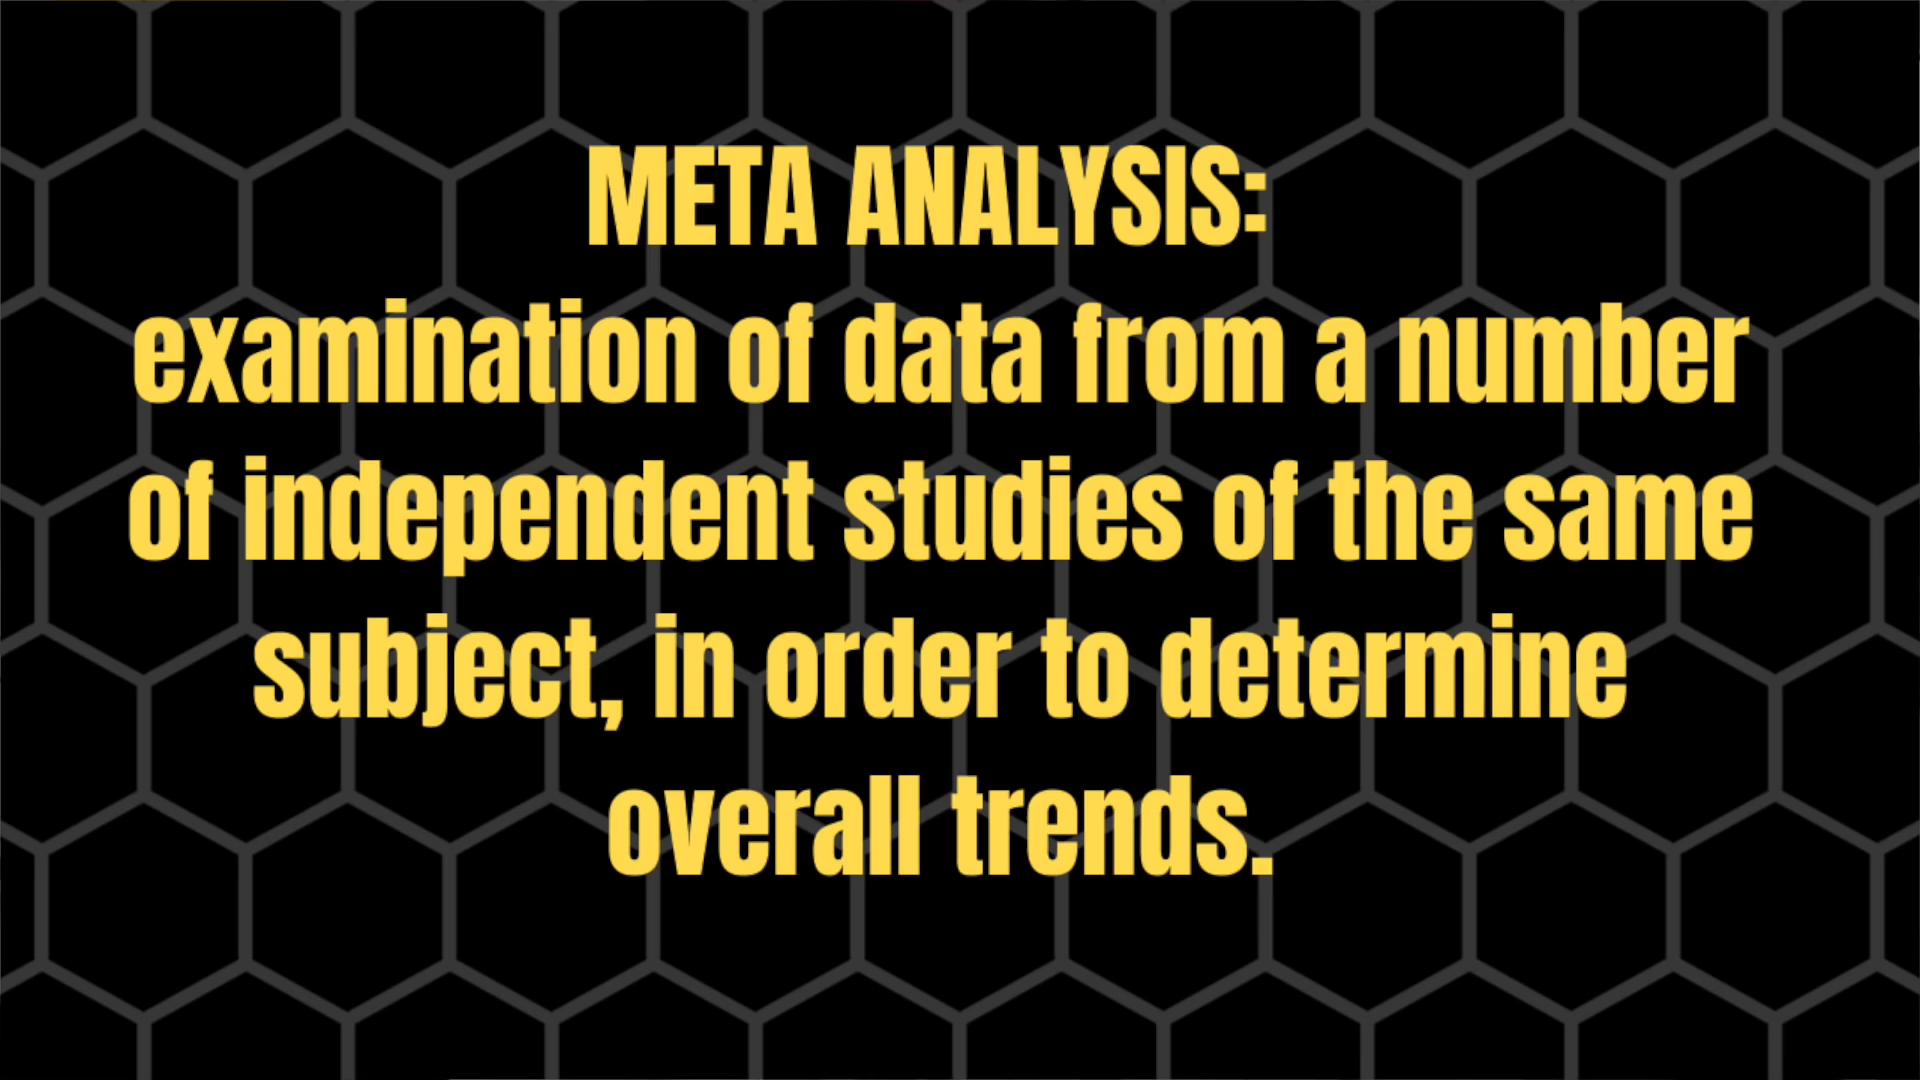 META ANALYSIS:
examination of data from a number
of independent studies of the same
subject, in order to determine
overall trends.